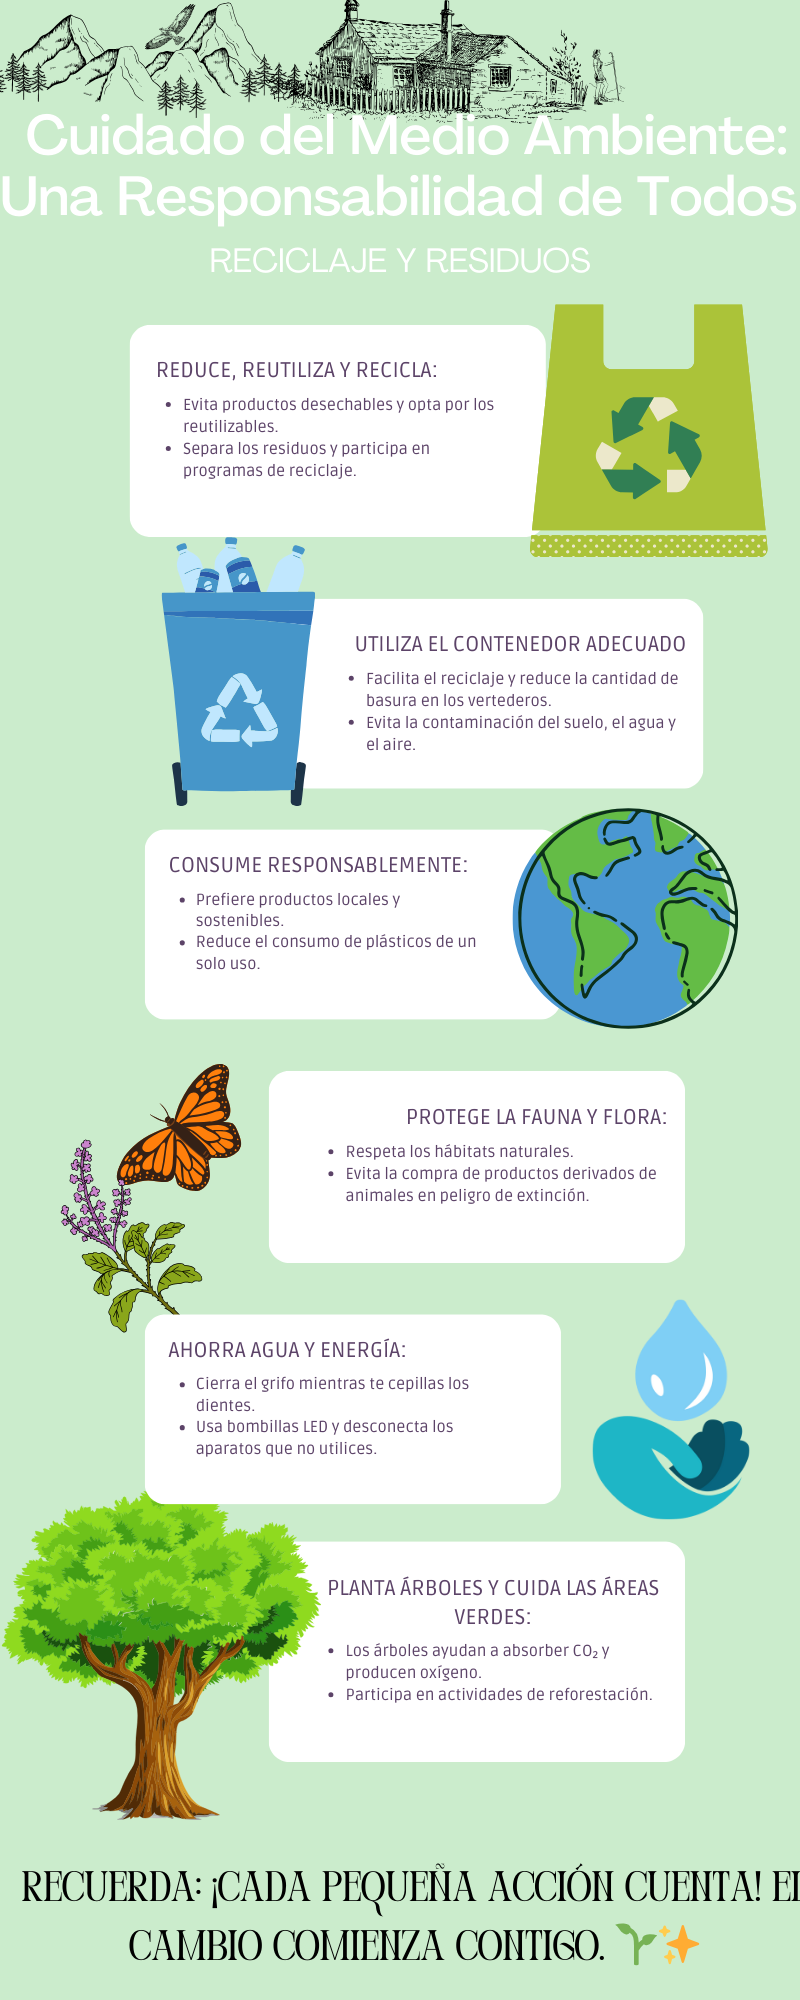 Cuidado del Medio Ambiente:
Una Responsabilidad de Todos
RECICLAJE Y RESIDUOS
REDUCE, REUTILIZA Y RECICLA:
• Evita productos desechables y opta por los
reutilizables.
• Separa los residuos y participa en
programas de reciclaje.
UTILIZA EL CONTENEDOR ADECUADO
• Facilita el reciclaje y reduce la cantidad de
basura en los vertederos.
• Evita la contaminación del suelo, el agua y
el aire.
CONSUME RESPONSABLEMENTE:
• Prefiere productos locales y
sostenibles.
• Reduce el consumo de plásticos de un
solo uso.
PROTEGE LA FAUNA Y FLORA:
• Respeta los hábitats naturales.
• Evita la compra de productos derivados de
animales en peligro de extinción.
AHORRA AGUA Y ENERGÍA:
• Cierra el grifo mientras te cepillas los
dientes.
• Usa bombillas LED y desconecta los
aparatos que no utilices.
PLANTA ÁRBOLES Y CUIDA LAS ÁREAS
VERDES:
• Los árboles ayudan a absorber CO₂ y
producen oxígeno.
• Participa en actividades de reforestación.
RECUERDA: ¡CADA PEQUEÑA ACCIÓN CUENTA! EL
CAMBIO COMIENZA CONTIGO. 🌱✨